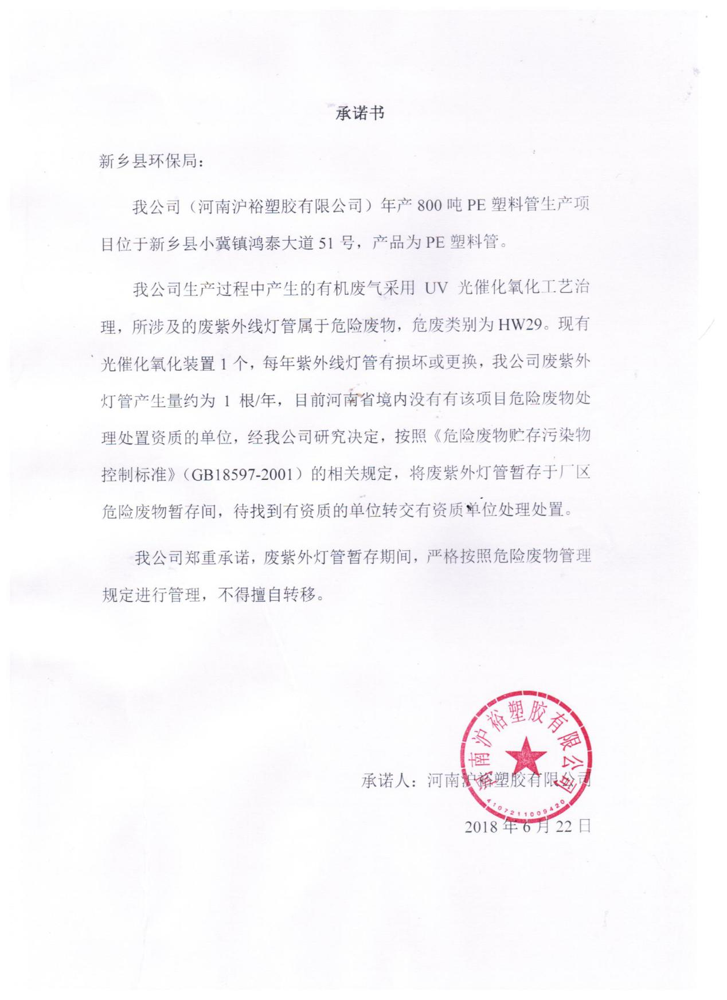 承诺书
新乡县环保局：
我公司（河南沪裕塑胶有限公司）年产 800 吨 PE 塑料管生产项
目位于新乡县小冀镇鸿泰大道 51 号，产品为 PE 塑料管。
我公司生产过程中产生的有机废气采用 UV 光催化氧化工艺治
理，所涉及的废紫外线灯管属于危险废物，危废类别为 HW29。现有
光催化氧化装置 1 个，每年紫外线灯管有损坏或更换，我公司废紫外
灯管产生量约为 1 根/年，目前河南省境内没有有该项目危险废物处
理处置资质的单位，经我公司研究决定，按照《危险废物贮存污染物
控制标准》（GB18597-2001）的相关规定，将废紫外灯管暂存于厂区
危险废物暂存间，待找到有资质的单位转交有资质单位处理处置。
我公司郑重承诺，废紫外灯管暂存期间，严格按照危险废物管理
规定进行管理，不得擅自转移。
河南沪裕塑胶有限公司
承诺人：河南沪裕塑胶有限公司
4107211009420
2018 年 6 月 22 日